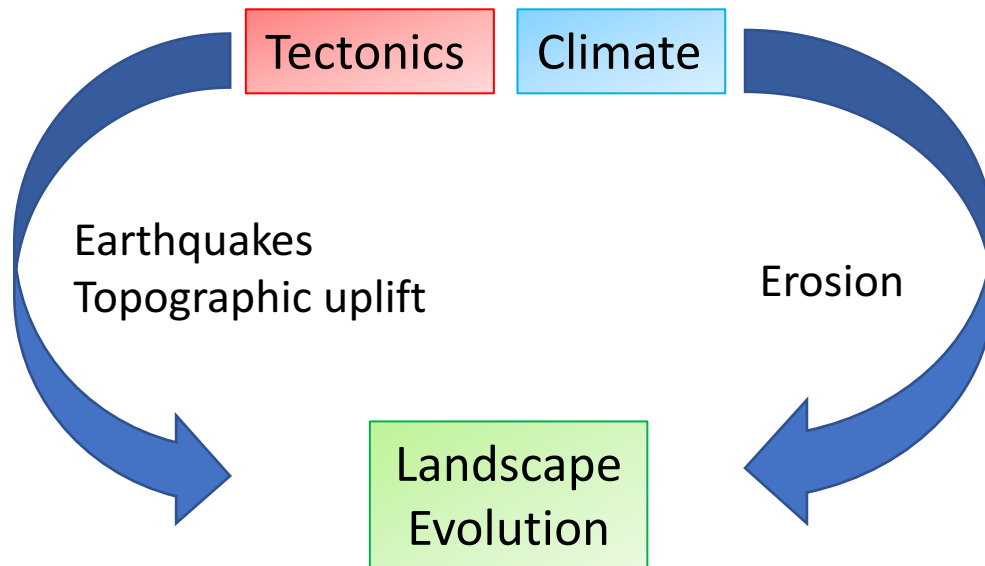 Tectonics
Climate
Earthquakes
Topographic uplift
Erosion
Landscape
Evolution